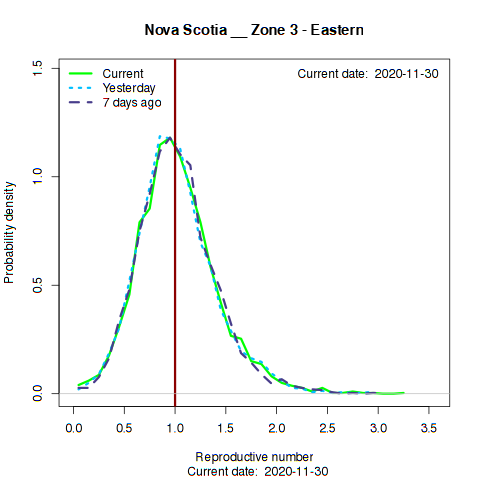 Nova Scotia __ Zone 3 - Eastern
Current
Yesterday
7 days ago
Current date: 2020-11-30
Probability density
1.5
1.0
0.5
0.0
0.0 0.5 1.0 1.5 2.0 2.5 3.0 3.5
Reproductive number
Current date: 2020-11-30